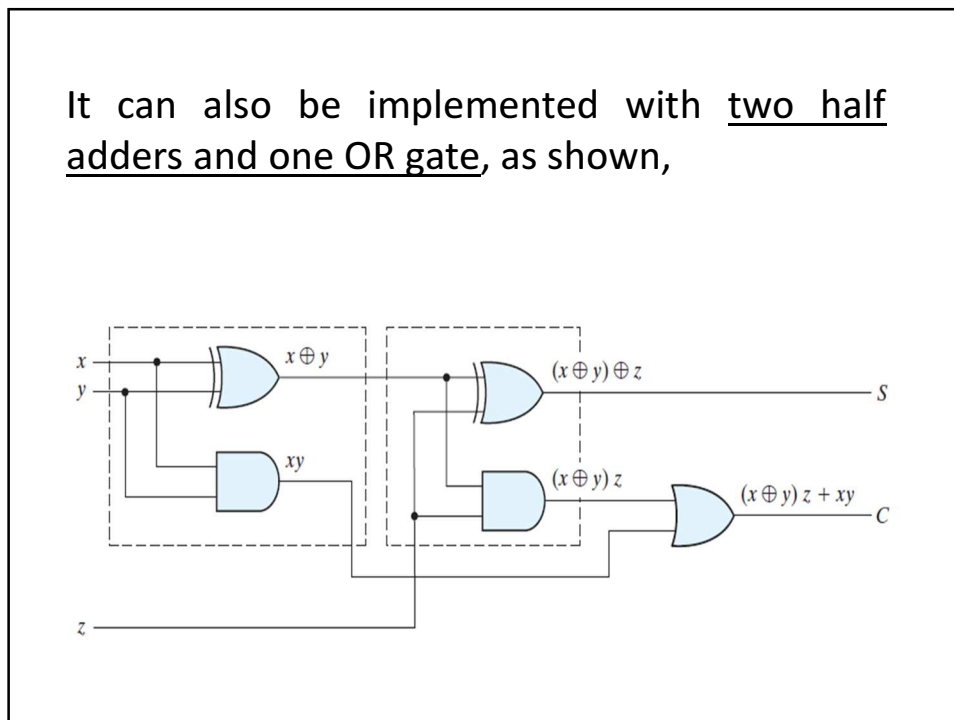 It can also be implemented with two half
adders and one OR gate, as shown,
x ⊕ y
(x ⊕ y) ⊕ z
x
y
S
xy
(x ⊕ y) z
(x ⊕ y) z + xy
C
z